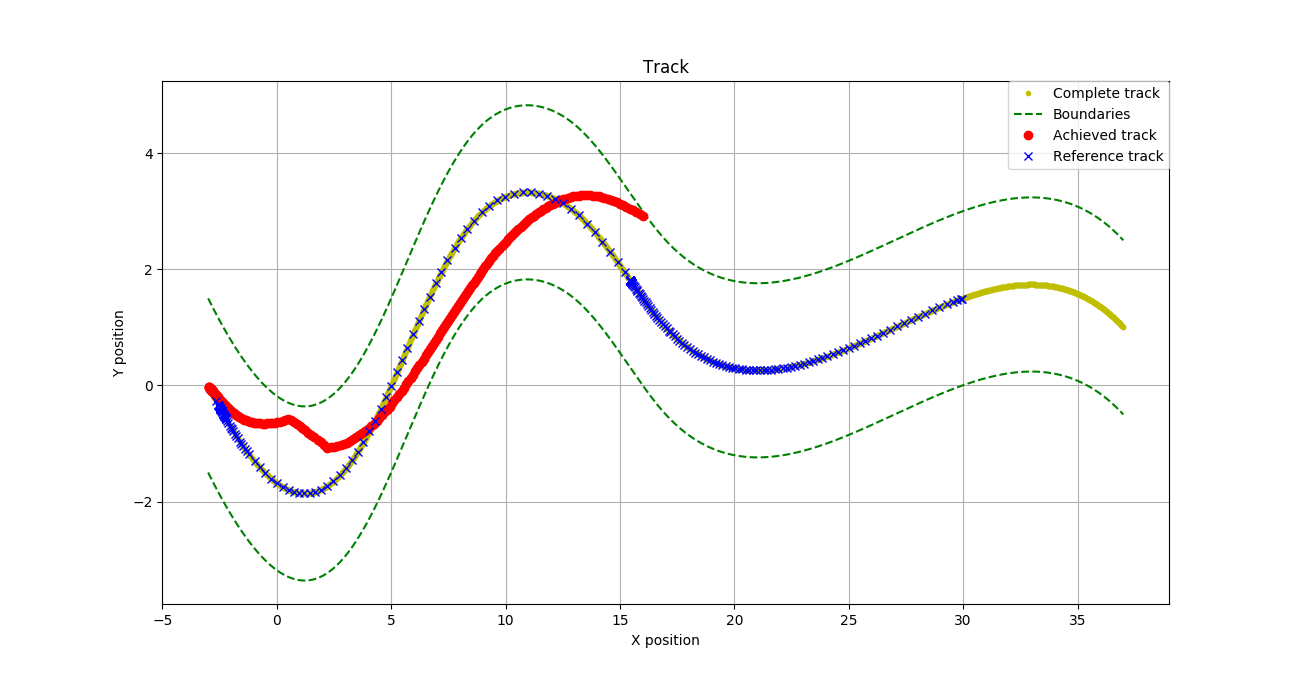 Track
Complete track
Boundaries
Achieved track
Reference track
4
2
0
−2
Y position
−5
0
5
10
15
20
25
30
35
X position